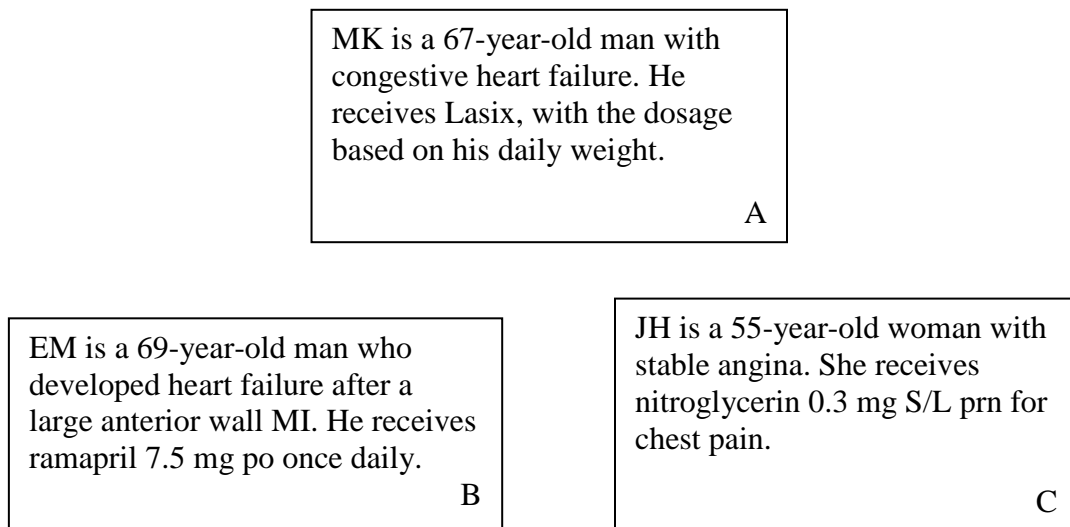 MK is a 67-year-old man with
congestive heart failure. He
receives Lasix, with the dosage
based on his daily weight.
A
EM is a 69-year-old man who
developed heart failure after a
large anterior wall MI. He receives
ramapril 7.5 mg po once daily.
B
JH is a 55-year-old woman with
stable angina. She receives
nitroglycerin 0.3 mg S/L prn for
chest pain.
C